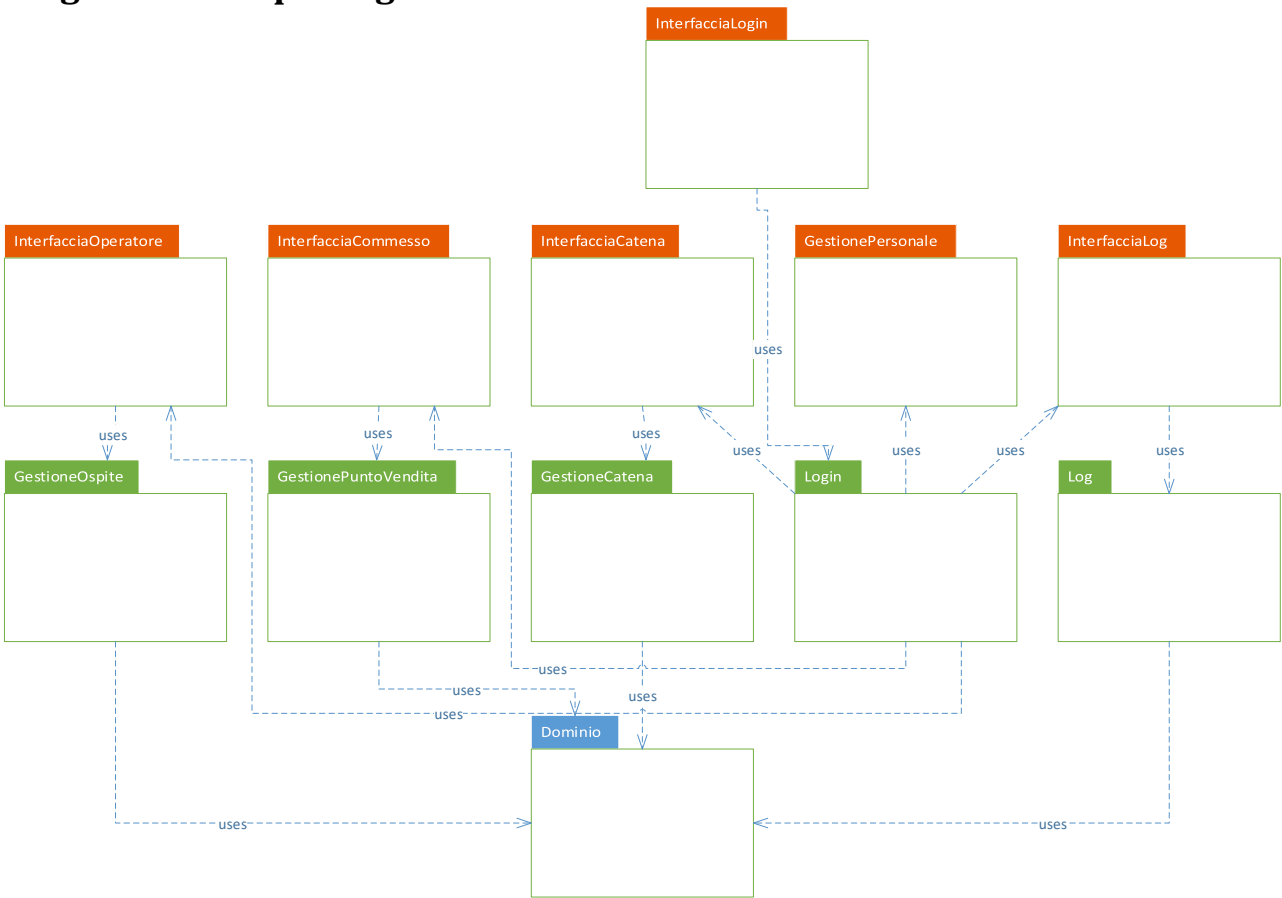 InterfacciaLogin
InterfacciaOperatore
InterfacciaCommesso
InterfacciaCatena
GestionePersonale
InterfacciaLog
uses
uses
uses
uses
uses
uses
uses
uses
GestioneOspite
GestionePuntoVendita
GestioneCatena
Login
Log
uses
uses
uses
uses
Dominio
uses
uses